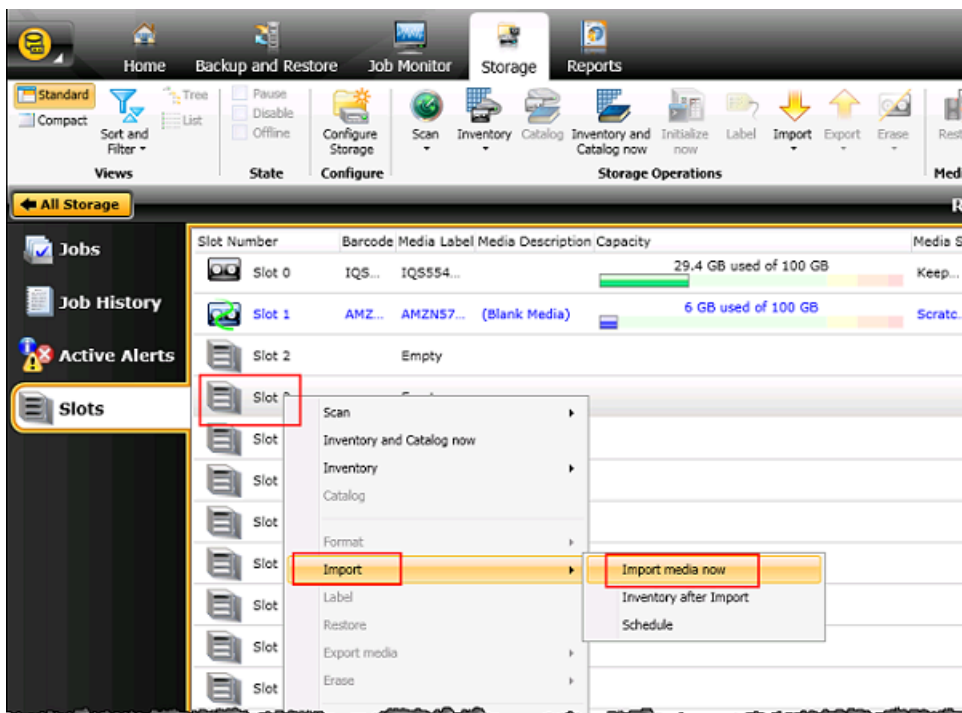 Home Backup and Restore Job Monitor Storage Reports
Standard
Compact
Sort and Filter
Tree
List
Views
Pause
Disable
Offline
State
Configure Storage
Configure
Scan
Inventory
Catalog
Inventory and Catalog now
Initialize now
Label
Import
Export
Erase
Storage Operations
All Storage
Jobs
Job History
Active Alerts
Slots
Slot Number Barcode Media Label Media Description Capacity
Slot 0 IQS... IQS554... 29.4 GB used of 100 GB Keep...
Slot 1 AMZ... AMZN57... (Blank Media) 6 GB used of 100 GB Scratc.
Slot 2 Empty
Slot
Slot
Slot
Slot
Slot
Slot
Slot
Slot
Scan
Inventory and Catalog now
Inventory
Catalog
Format
Import
Label
Restore
Export media
Erase
Import media now
Inventory after Import
Schedule